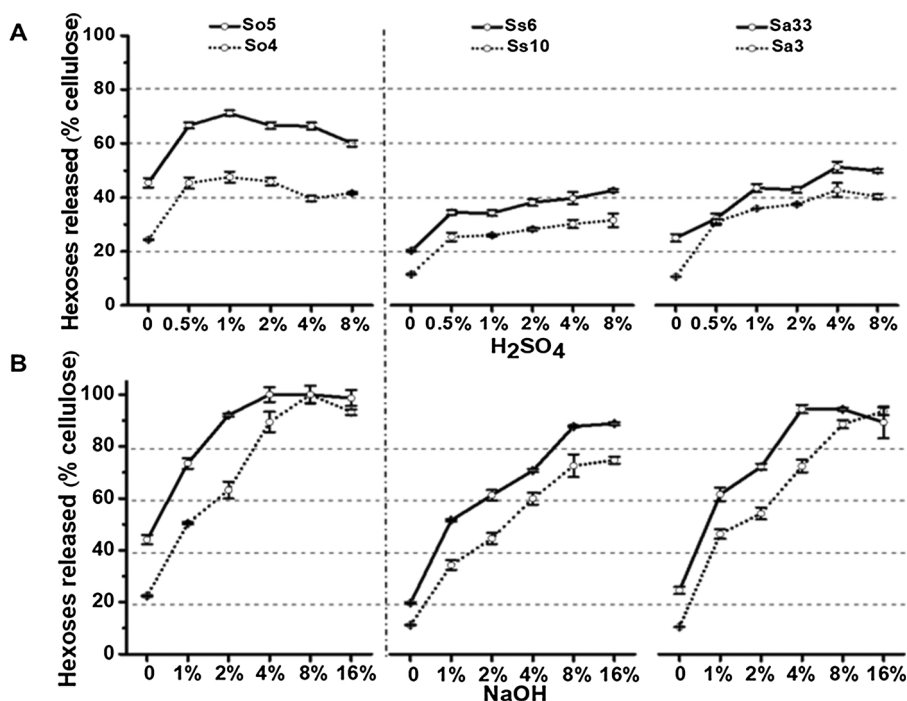 A
So5
So4
Ss6
Ss10
Sa33
Sa3
Hexoses released (% cellulose)
100
80
60
40
20
0
0 0.5% 1% 2% 4% 8%
0 0.5% 1% 2% 4% 8%
0 0.5% 1% 2% 4% 8%
H2SO4
B
Hexoses released (% cellulose)
100
80
60
40
20
0
0 1% 2% 4% 8% 16%
0 1% 2% 4% 8% 16%
0 1% 2% 4% 8% 16%
NaOH